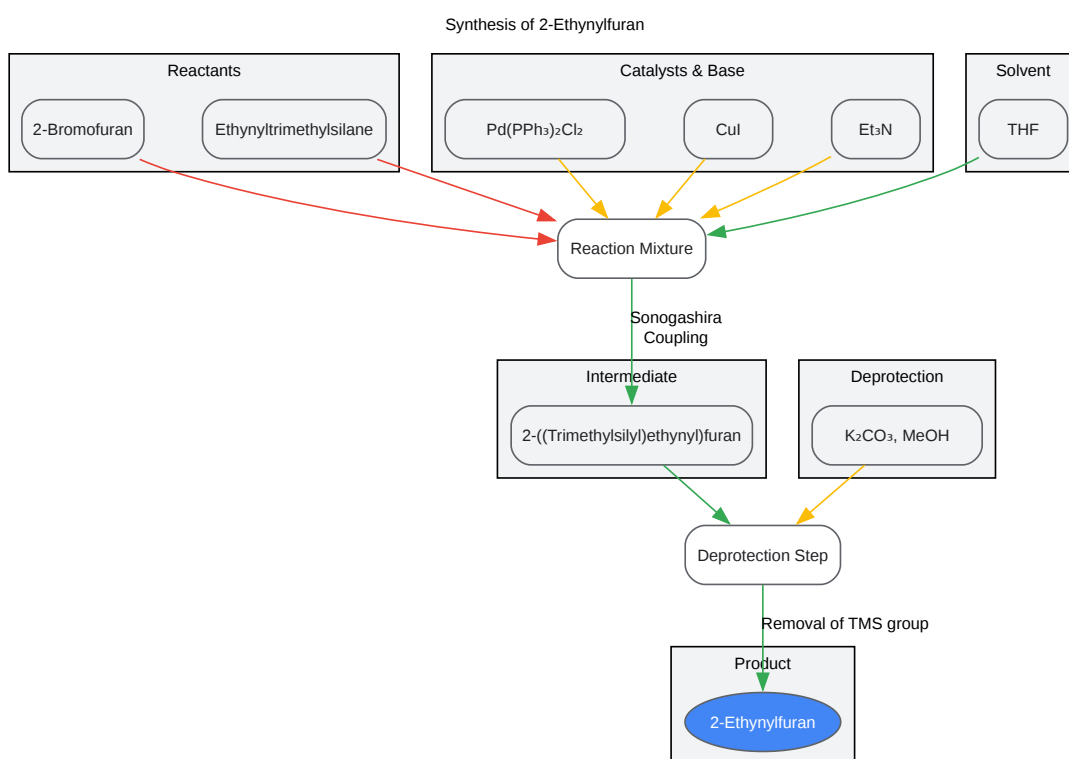 Synthesis of 2-Ethynylfuran
Reactants
Catalysts & Base
Solvent
2-Bromofuran
Ethynyltrimethylsilane
Pd(PPh₃)₂Cl₂
CuI
Et₃N
THF
Reaction Mixture
Sonogashira
Coupling
Intermediate
Deprotection
2-((Trimethylsilyl)ethynyl)furan
K₂CO₃, MeOH
Deprotection Step
Removal of TMS group
Product
2-Ethynylfuran